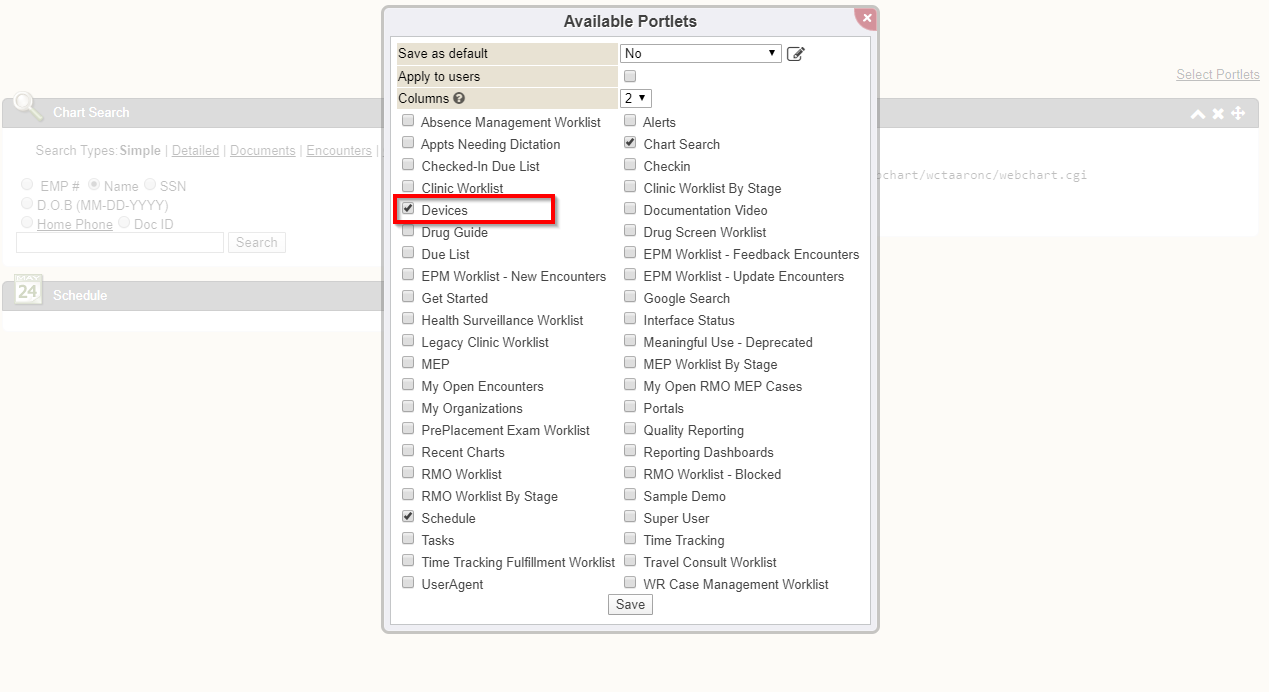 Available Portlets
Save as default No
Apply to users
Columns 2
Absence Management Worklist Alerts
Appts Needing Dictation Chart Search
Checked-In Due List Checkin
Clinic Worklist Clinic Worklist By Stage
Devices Documentation Video
Drug Guide Drug Screen Worklist
Due List EPM Worklist - Feedback Encounters
EPM Worklist - New Encounters EPM Worklist - Update Encounters
Get Started Google Search
Health Surveillance Worklist Interface Status
Legacy Clinic Worklist Meaningful Use - Deprecated
MEP MEP Worklist By Stage
My Open Encounters My Open RMO MEP Cases
My Organizations Portals
PrePlacement Exam Worklist Quality Reporting
Recent Charts Reporting Dashboards
RMO Worklist RMO Worklist - Blocked
RMO Worklist By Stage Sample Demo
Schedule Super User
Tasks Time Tracking
Time Tracking Fulfillment Worklist Travel Consult Worklist
UserAgent WR Case Management Worklist
Save
Select Portlets
Chart Search
Search Types: Simple | Detailed | Documents | Encounters |
EMP # Name SSN
D.O.B (MM-DD-YYYY)
Home Phone Doc ID
Search
MAY
24
Schedule
bchart/wctaaronc/webchart.cgi